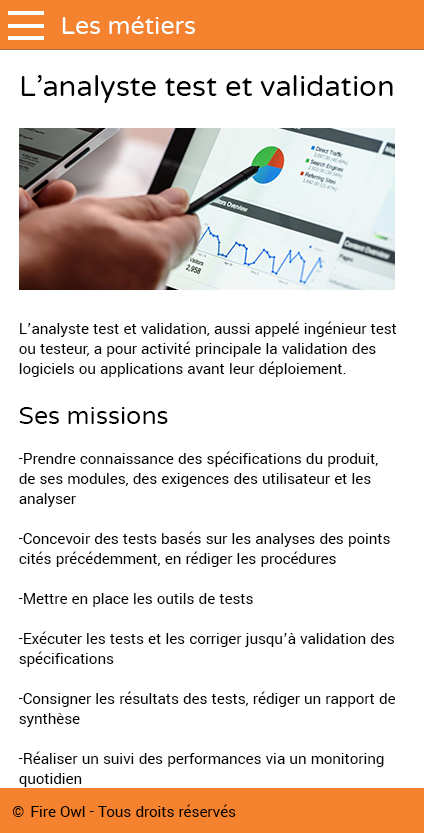 Les métiers
L'analyste test et validation
Direct Traffic
Search Engines
Referring Sites
Visitors Overview
Visitors
2,958
Content Overview
Pages
L'analyste test et validation, aussi appelé ingénieur test
ou testeur, a pour activité principale la validation des
logiciels ou applications avant leur déploiement.
Ses missions
-Prendre connaissance des spécifications du produit,
de ses modules, des exigences des utilisateur et les
analyser
-Concevoir des tests basés sur les analyses des points
cités précédemment, en rédiger les procédures
-Mettre en place les outils de tests
-Exécuter les tests et les corriger jusqu'à validation des
spécifications
-Consigner les résultats des tests, rédiger un rapport de
synthèse
-Réaliser un suivi des performances via un monitoring
quotidien
© Fire Owl - Tous droits réservés